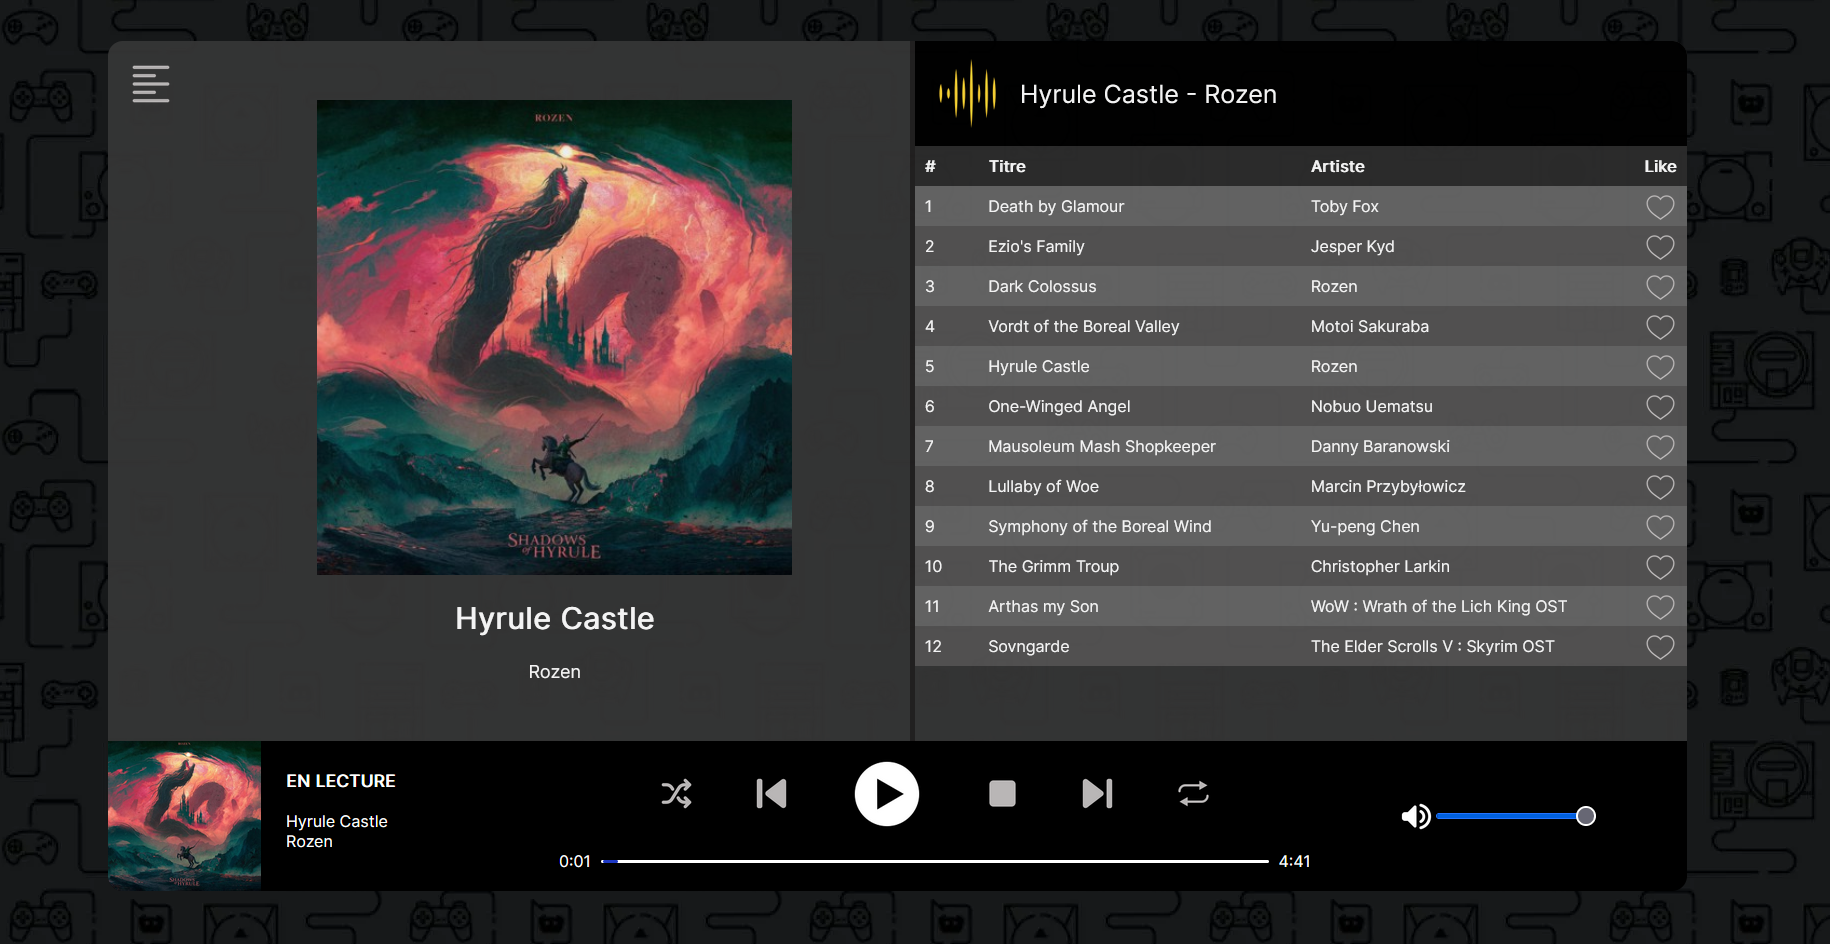 ROZEN
SHADOWS
of HYRULE
Hyrule Castle
Rozen
Hyrule Castle - Rozen
# Titre Artiste Like
1 Death by Glamour Toby Fox
2 Ezio's Family Jesper Kyd
3 Dark Colossus Rozen
4 Vordt of the Boreal Valley Motoi Sakuraba
5 Hyrule Castle Rozen
6 One-Winged Angel Nobuo Uematsu
7 Mausoleum Mash Shopkeeper Danny Baranowski
8 Lullaby of Woe Marcin Przybyłowicz
9 Symphony of the Boreal Wind Yu-peng Chen
10 The Grimm Troup Christopher Larkin
11 Arthas my Son WoW : Wrath of the Lich King OST
12 Sovngarde The Elder Scrolls V : Skyrim OST
SHADOWS
of HYRULE
EN LECTURE
Hyrule Castle
Rozen
0:01 4:41